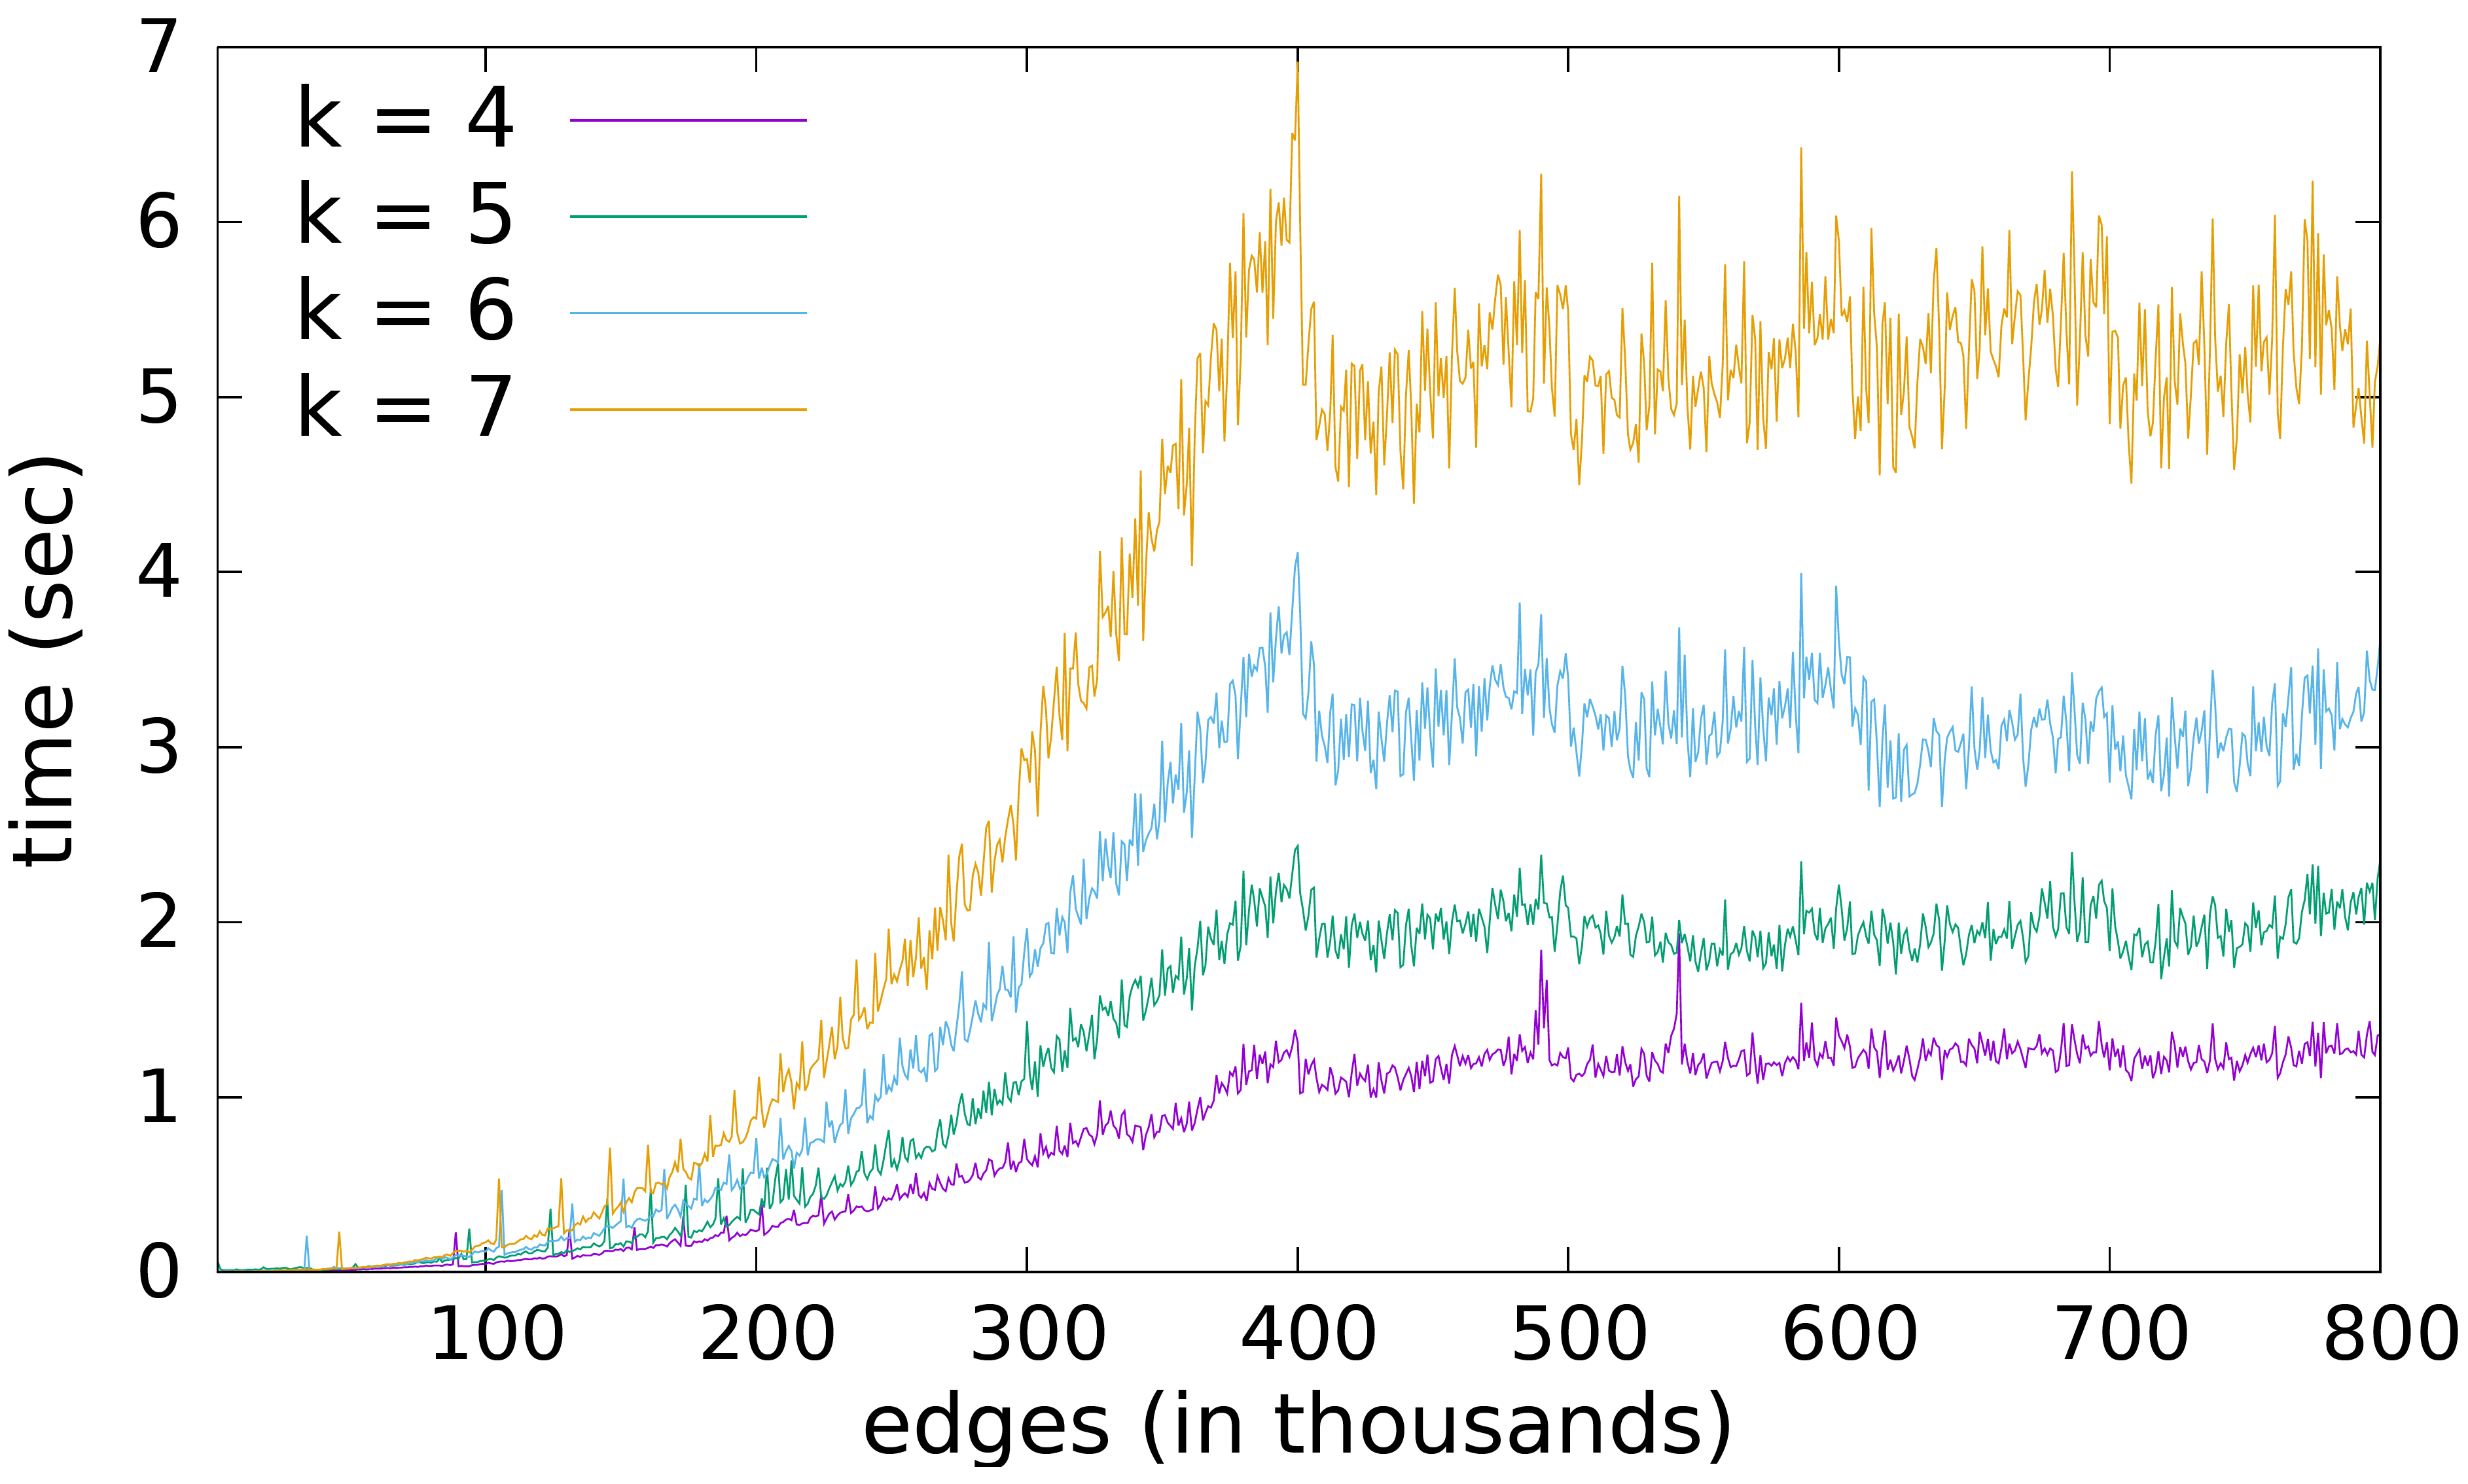 7
6
5
4
3
2
1
0
time (sec)
k = 4
k = 5
k = 6
k = 7
100 200 300 400 500 600 700 800
edges (in thousands)